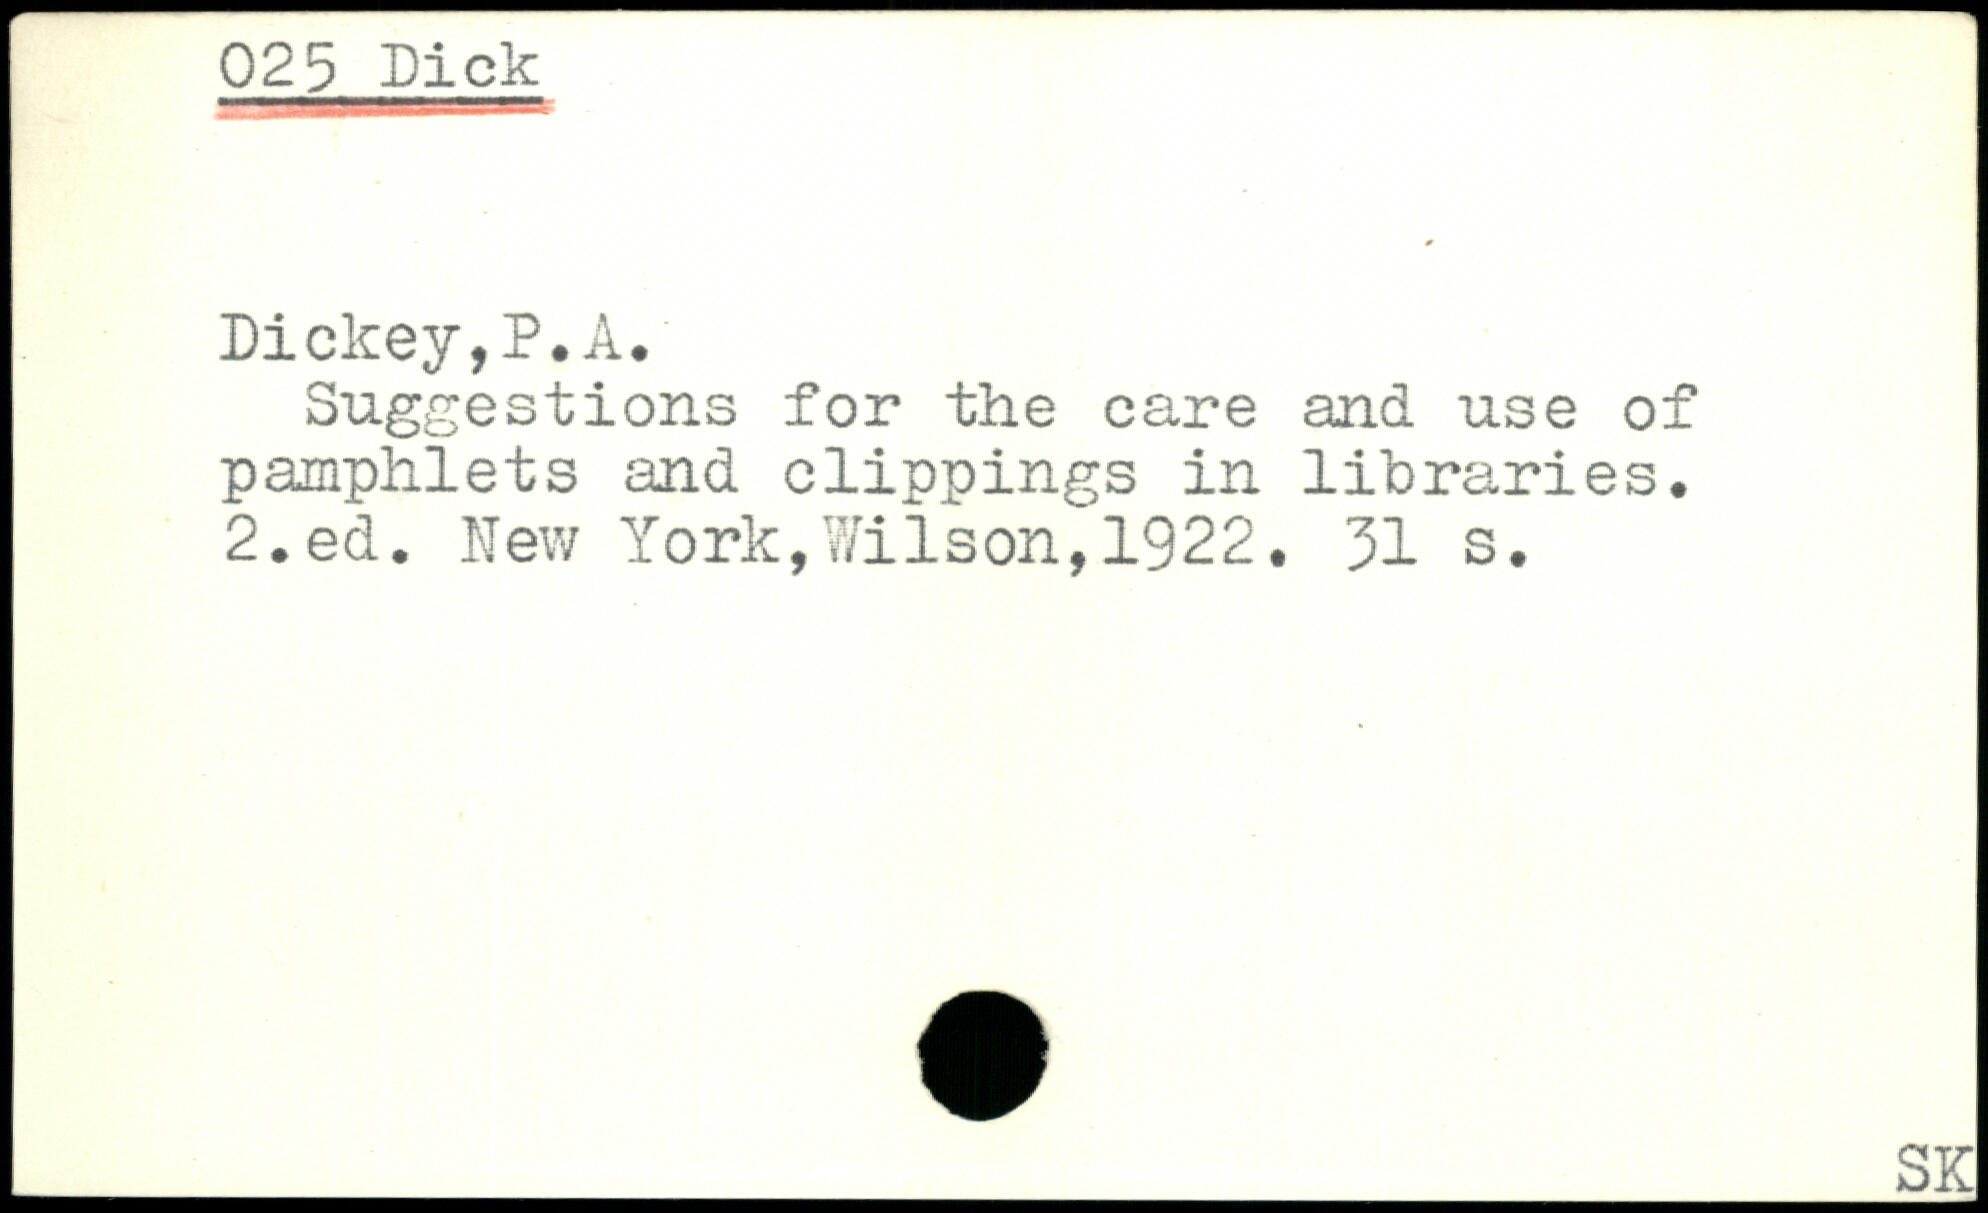 025 Dick
Dickey,P.A.
Suggestions for the care and use of
pamphlets and clippings in libraries.
2.ed. New York,Wilson,1922. 31 s.
SK